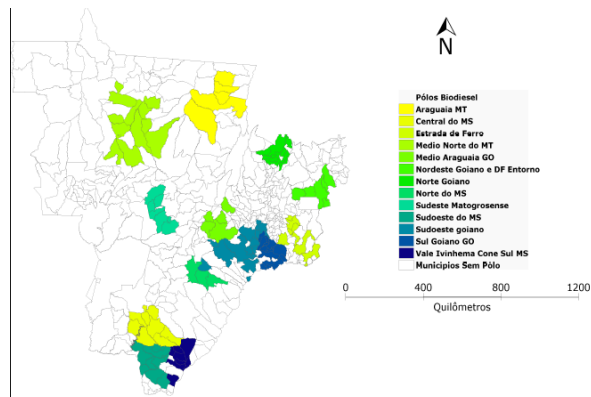 N
Pólos Biodiesel
Araguaia MT
Central do MS
Estrada de Ferro
Medio Norte do MT
Medio Araguaia GO
Nordeste Goiano e DF Entorno
Norte Goiano
Norte do MS
Sudeste Matogrosense
Sudoeste do MS
Sudoeste goiano
Sul Goiano GO
Vale Ivinhema Cone Sul MS
Municipios Sem Pólo
0 400 800 1200
Quilômetros